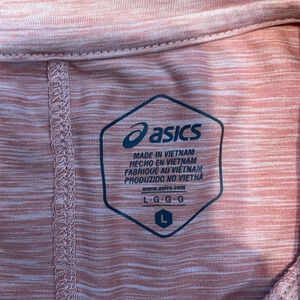 asics
MADE IN VIETNAM
HECHO EN VIETNAM
FABRIQUÉ AU VIETNAM
PRODUZIDO NO VIETNÃ
www.asics.com
L-G-G-G
L